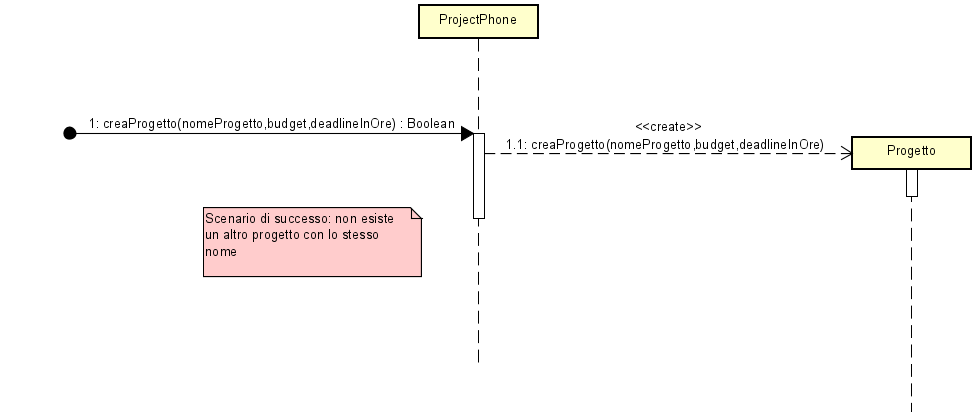 ProjectPhone
1: creaProgetto(nomeProgetto,budget,deadlineInOre) : Boolean
<<create>>
1.1: creaProgetto(nomeProgetto,budget,deadlineInOre)
Progetto
Scenario di successo: non esiste
un altro progetto con lo stesso
nome